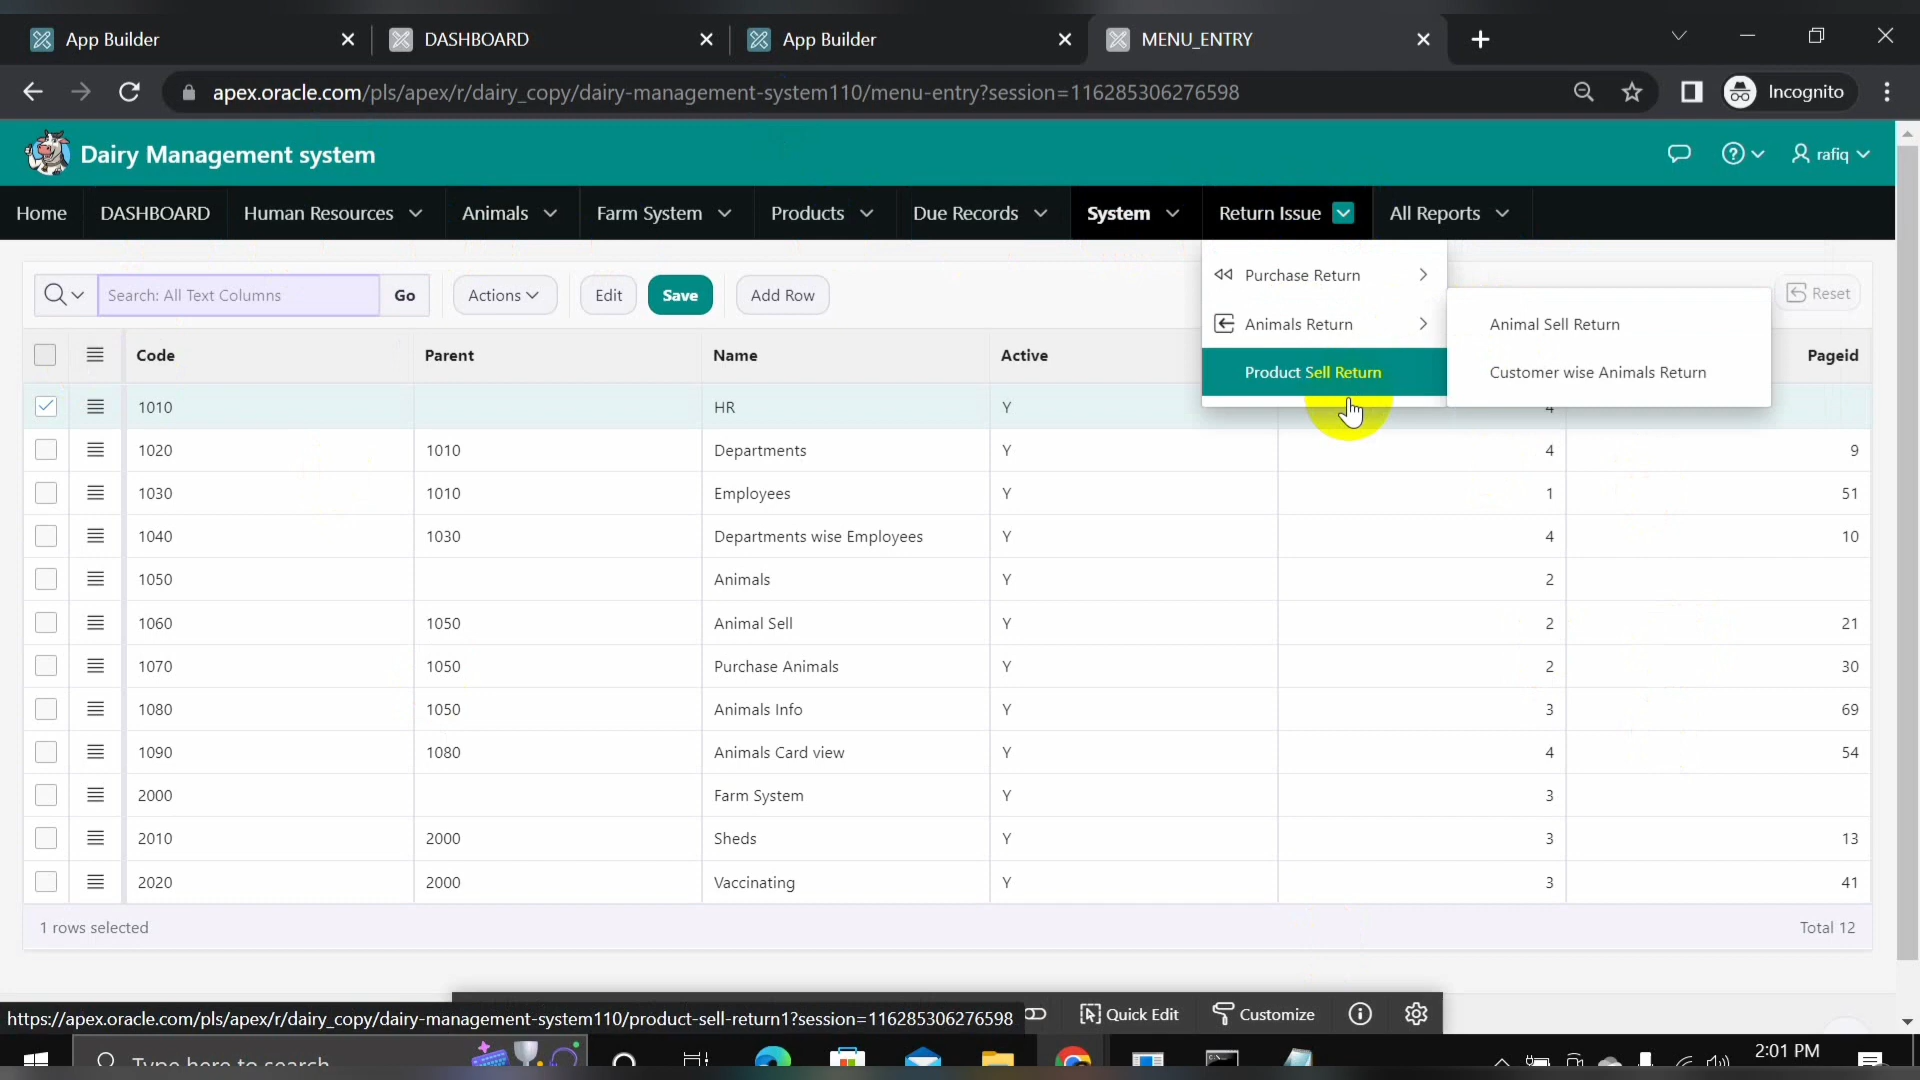 App Builder
DASHBOARD
App Builder
MENU_ENTRY
apex.oracle.com/pls/apex/r/dairy_copy/dairy-management-system110/menu-entry?session=116285306276598
Incognito
Dairy Management system
rafiq
Home DASHBOARD Human Resources Animals Farm System Products Due Records System Return Issue All Reports
Search: All Text Columns Go Actions Edit Save Add Row Reset
Purchase Return
Animals Return
Product Sell Return
Animal Sell Return
Customer wise Animals Return
Code Parent Name Active Pageid
1010 HR Y 4
1020 1010 Departments Y 4 9
1030 1010 Employees Y 1 51
1040 1030 Departments wise Employees Y 4 10
1050 Animals Y 2
1060 1050 Animal Sell Y 2 21
1070 1050 Purchase Animals Y 2 30
1080 1050 Animals Info Y 3 69
1090 1080 Animals Card view Y 4 54
2000 Farm System Y 3
2010 2000 Sheds Y 3 13
2020 2000 Vaccinating Y 3 41
1 rows selected Total 12
https://apex.oracle.com/pls/apex/r/dairy_copy/dairy-management-system110/product-sell-return1?session=116285306276598
Quick Edit Customize
Type here to search
2:01 PM